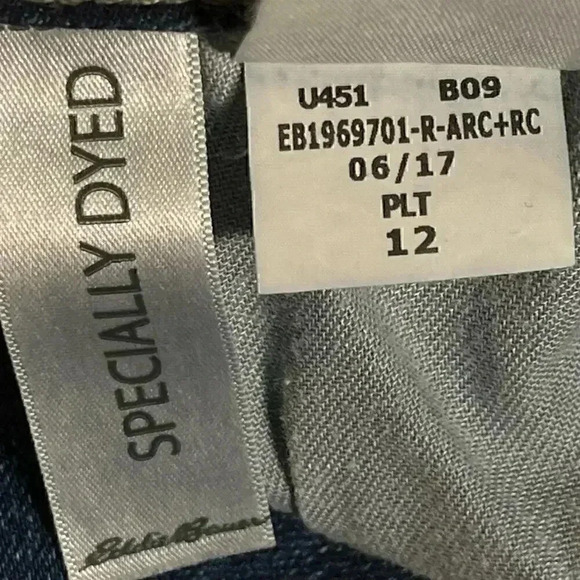 SPECIALLY DYED
Eddie Bauer
U451 B09
EB1969701-R-ARC+RC
06/17
PLT
12